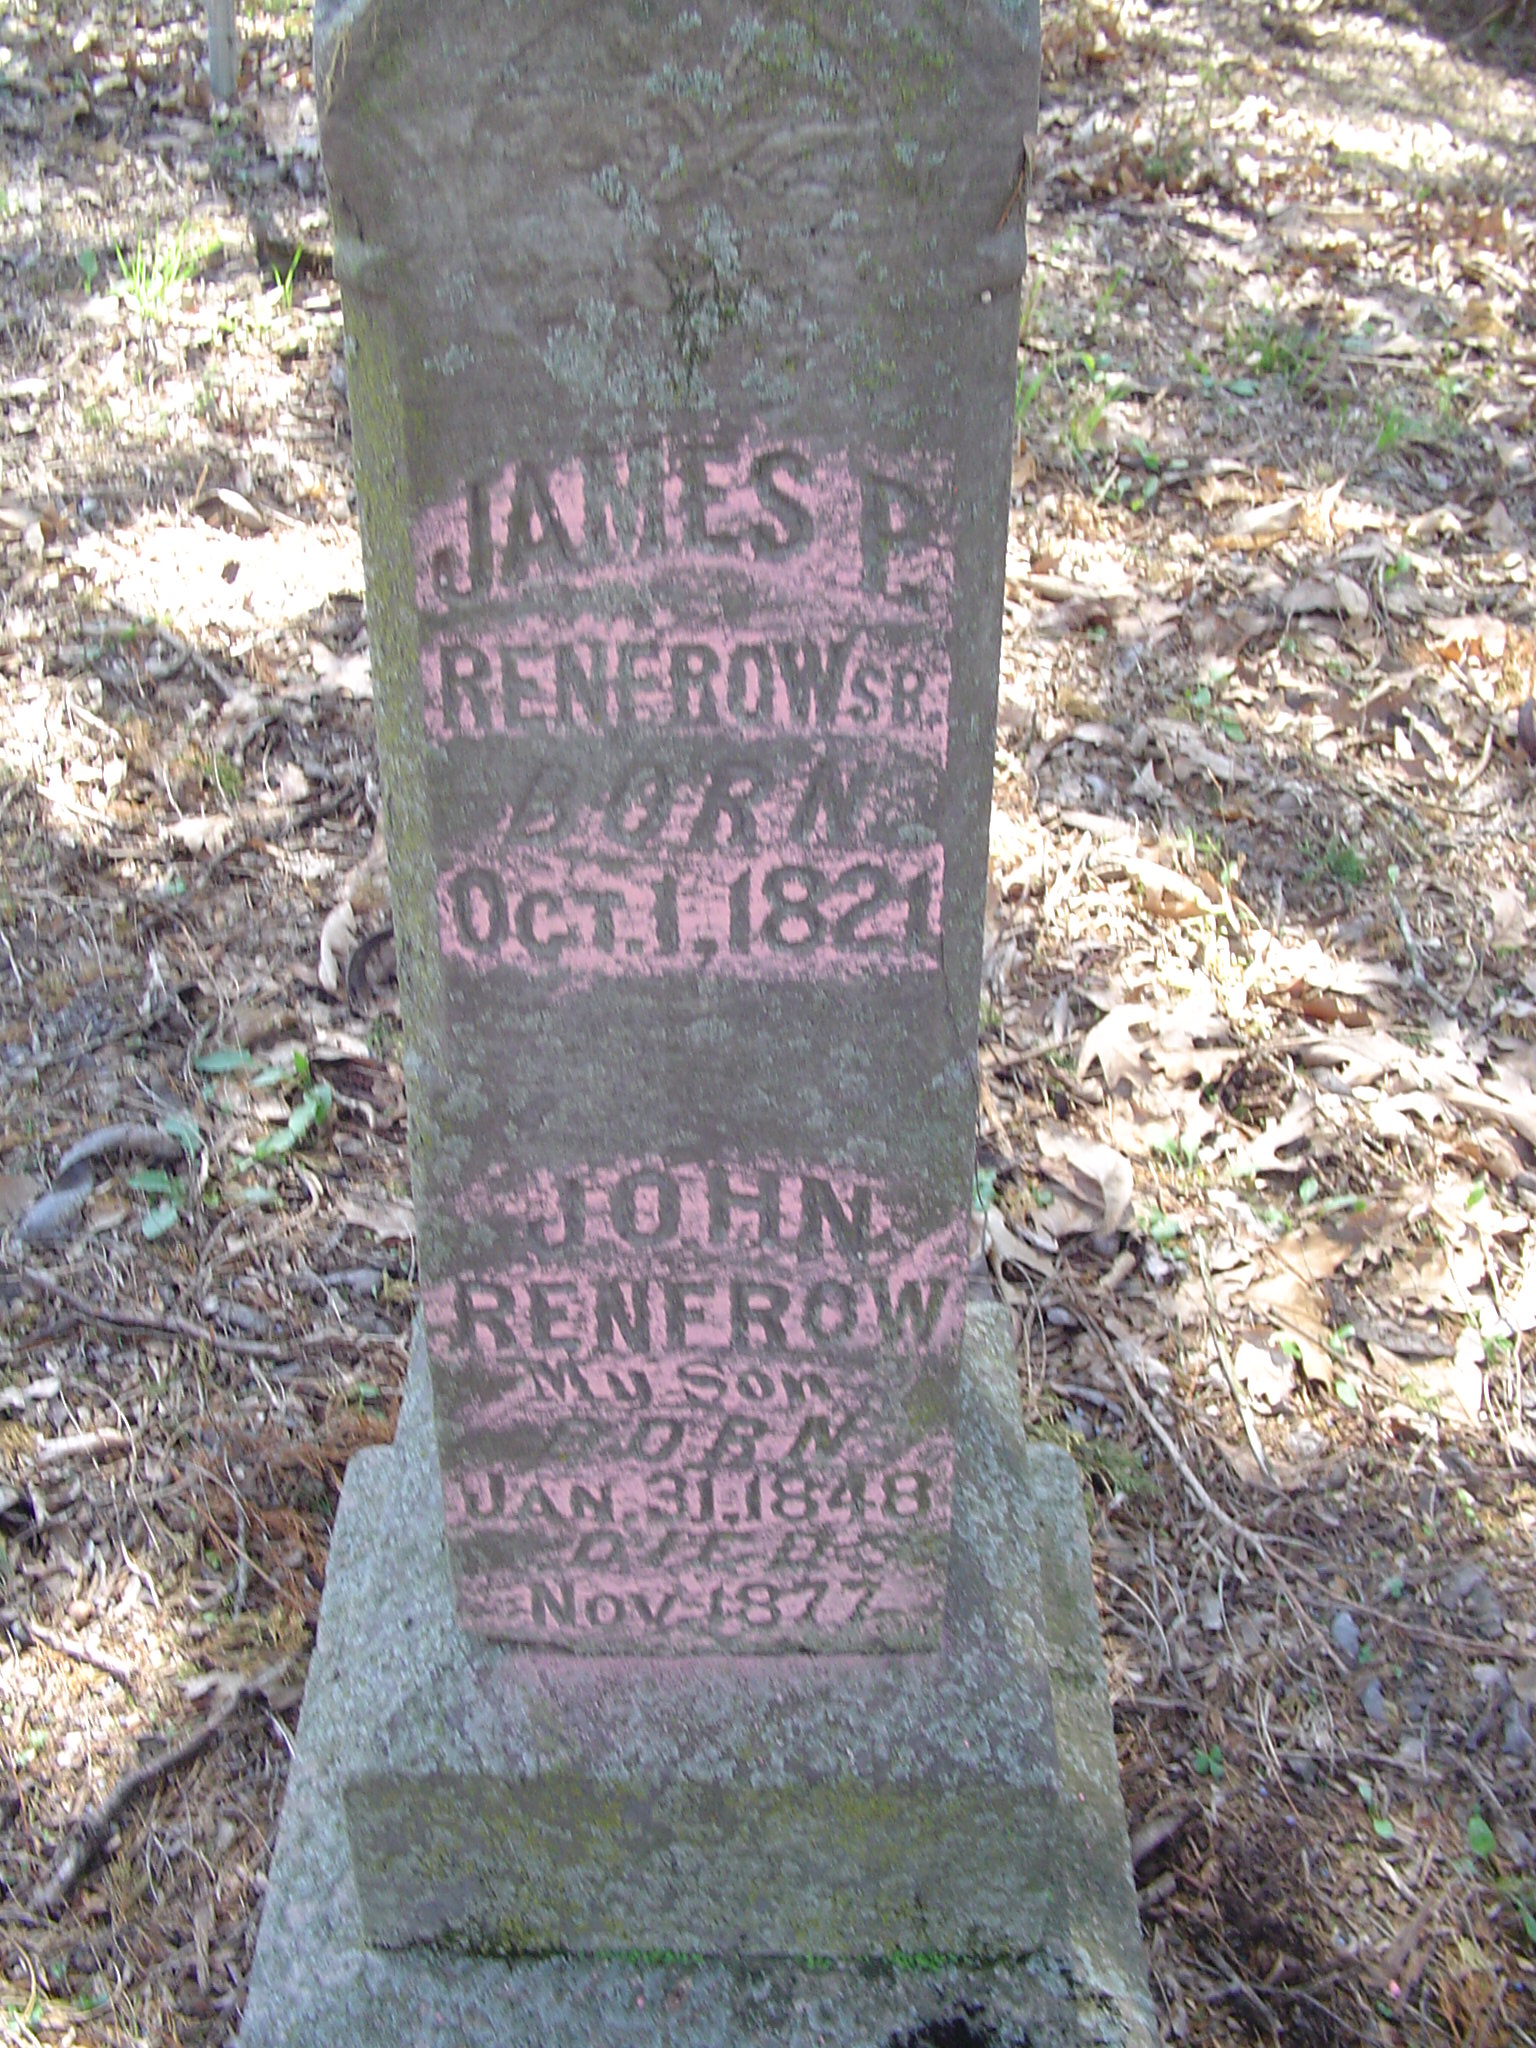 JAMES P
RENFROW SR.
BORN
OCT. 1, 1821
JOHN
RENFROW
My Son
BORN
JAN. 31, 1848
DIED
NOV 1877